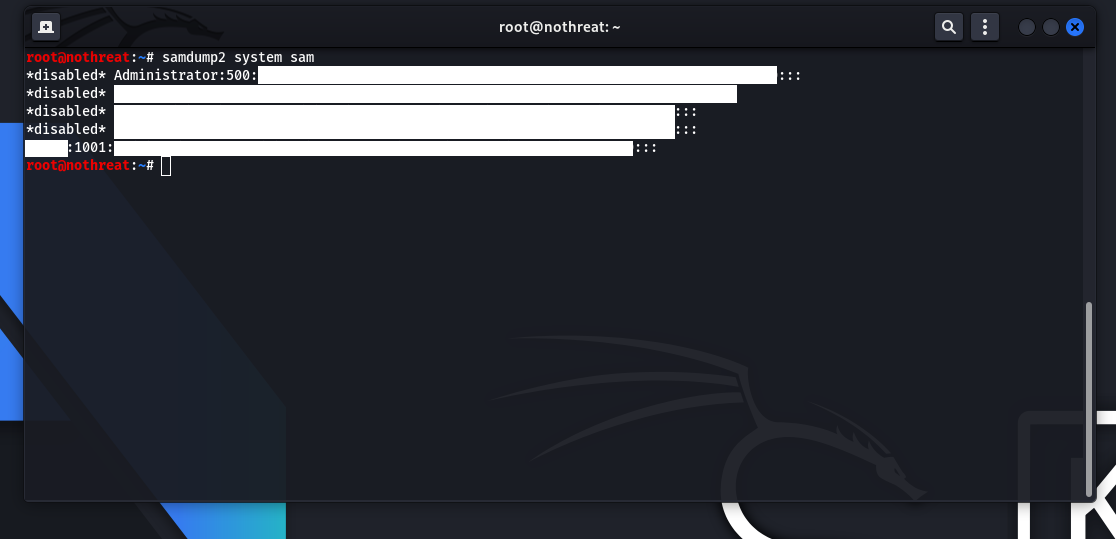 root@nothreat: ~
root@nothreat:~# samdump2 system sam
*disabled* Administrator:500::::
*disabled*
*disabled* :::
*disabled* :::
:1001::::
root@nothreat:~#
K